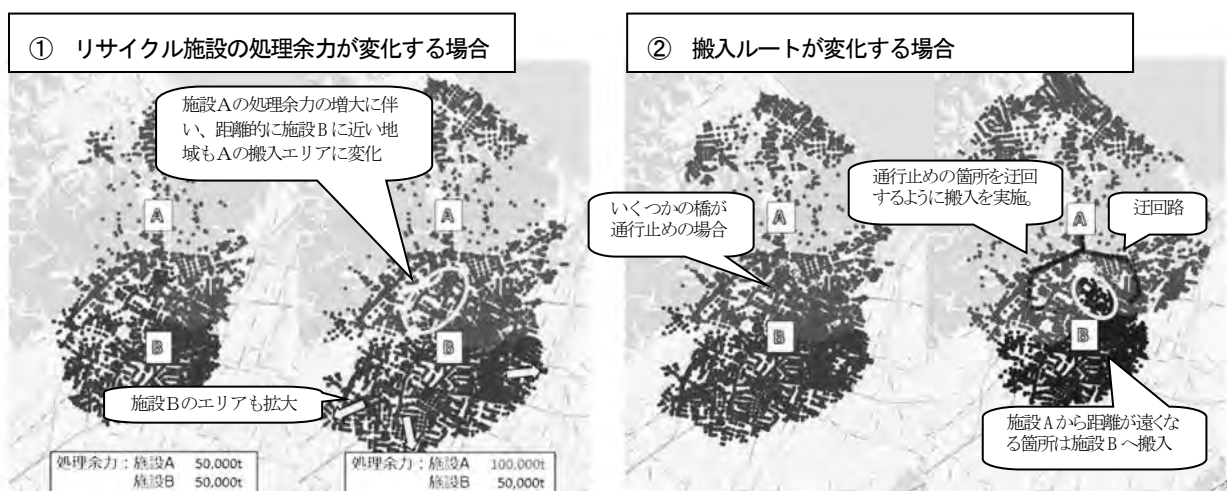 ① リサイクル施設の処理余力が変化する場合
施設Aの処理余力の増大に伴
い、距離的に施設Bに近い地
域もAの搬入エリアに変化
A
A
B
B
施設Bのエリアも拡大
処理余力：施設A 50,000t
施設B 50,000t
処理余力：施設A 100,000t
施設B 50,000t
② 搬入ルートが変化する場合
いくつかの橋が
通行止めの場合
通行止めの箇所を迂回
するように搬入を実施。
迂回路
A
A
B
B
施設Aから距離が遠くな
る箇所は施設Bへ搬入